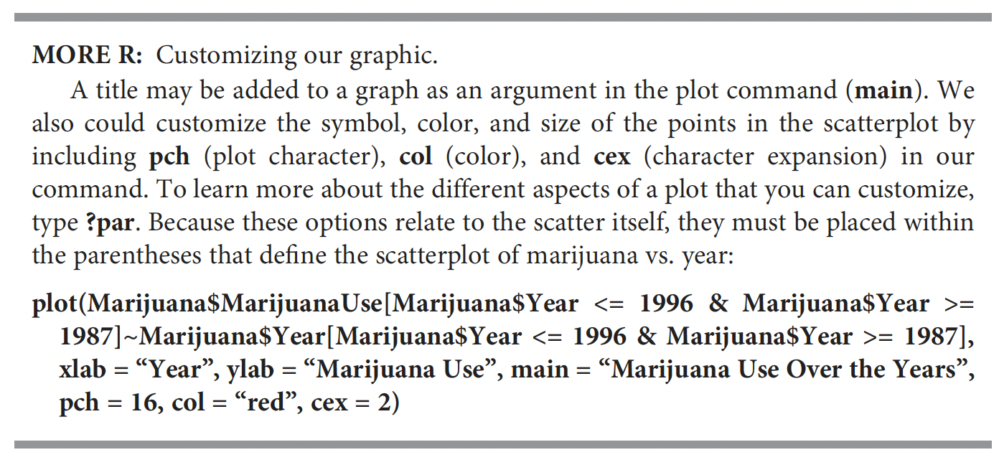 MORE R: Customizing our graphic.
A title may be added to a graph as an argument in the plot command (main). We
also could customize the symbol, color, and size of the points in the scatterplot by
including pch (plot character), col (color), and cex (character expansion) in our
command. To learn more about the different aspects of a plot that you can customize,
type ?par. Because these options relate to the scatter itself, they must be placed within
the parentheses that define the scatterplot of marijuana vs. year:
plot(Marijuana$MarijuanaUse[Marijuana$Year <= 1996 & Marijuana$Year >=
1987]~Marijuana$Year[Marijuana$Year <= 1996 & Marijuana$Year >= 1987],
xlab = “Year”, ylab = “Marijuana Use”, main = “Marijuana Use Over the Years”,
pch = 16, col = “red”, cex = 2)